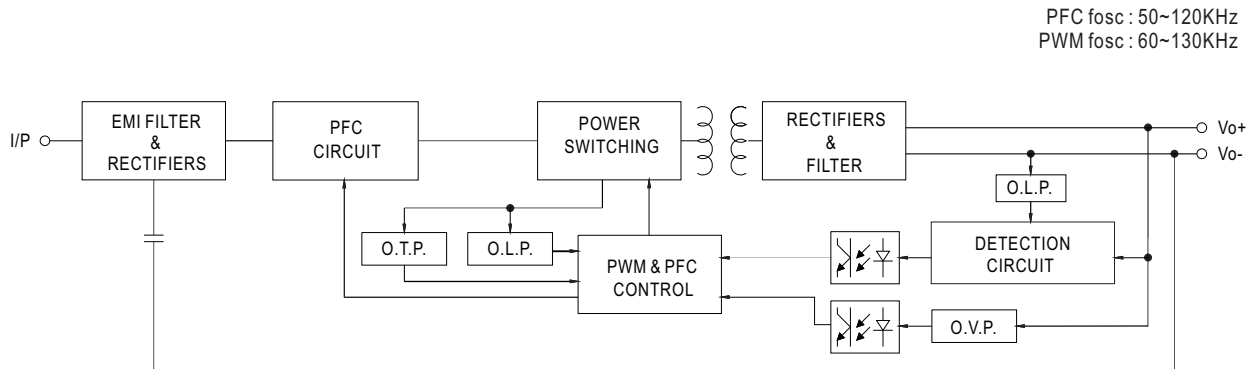 PFC fosc : 50~120KHz
PWM fosc : 60~130KHz
I/P
EMI FILTER
&
RECTIFIERS
PFC
CIRCUIT
POWER
SWITCHING
RECTIFIERS
&
FILTER
Vo+
Vo-
O.L.P.
O.T.P.
O.L.P.
PWM & PFC
CONTROL
DETECTION
CIRCUIT
O.V.P.